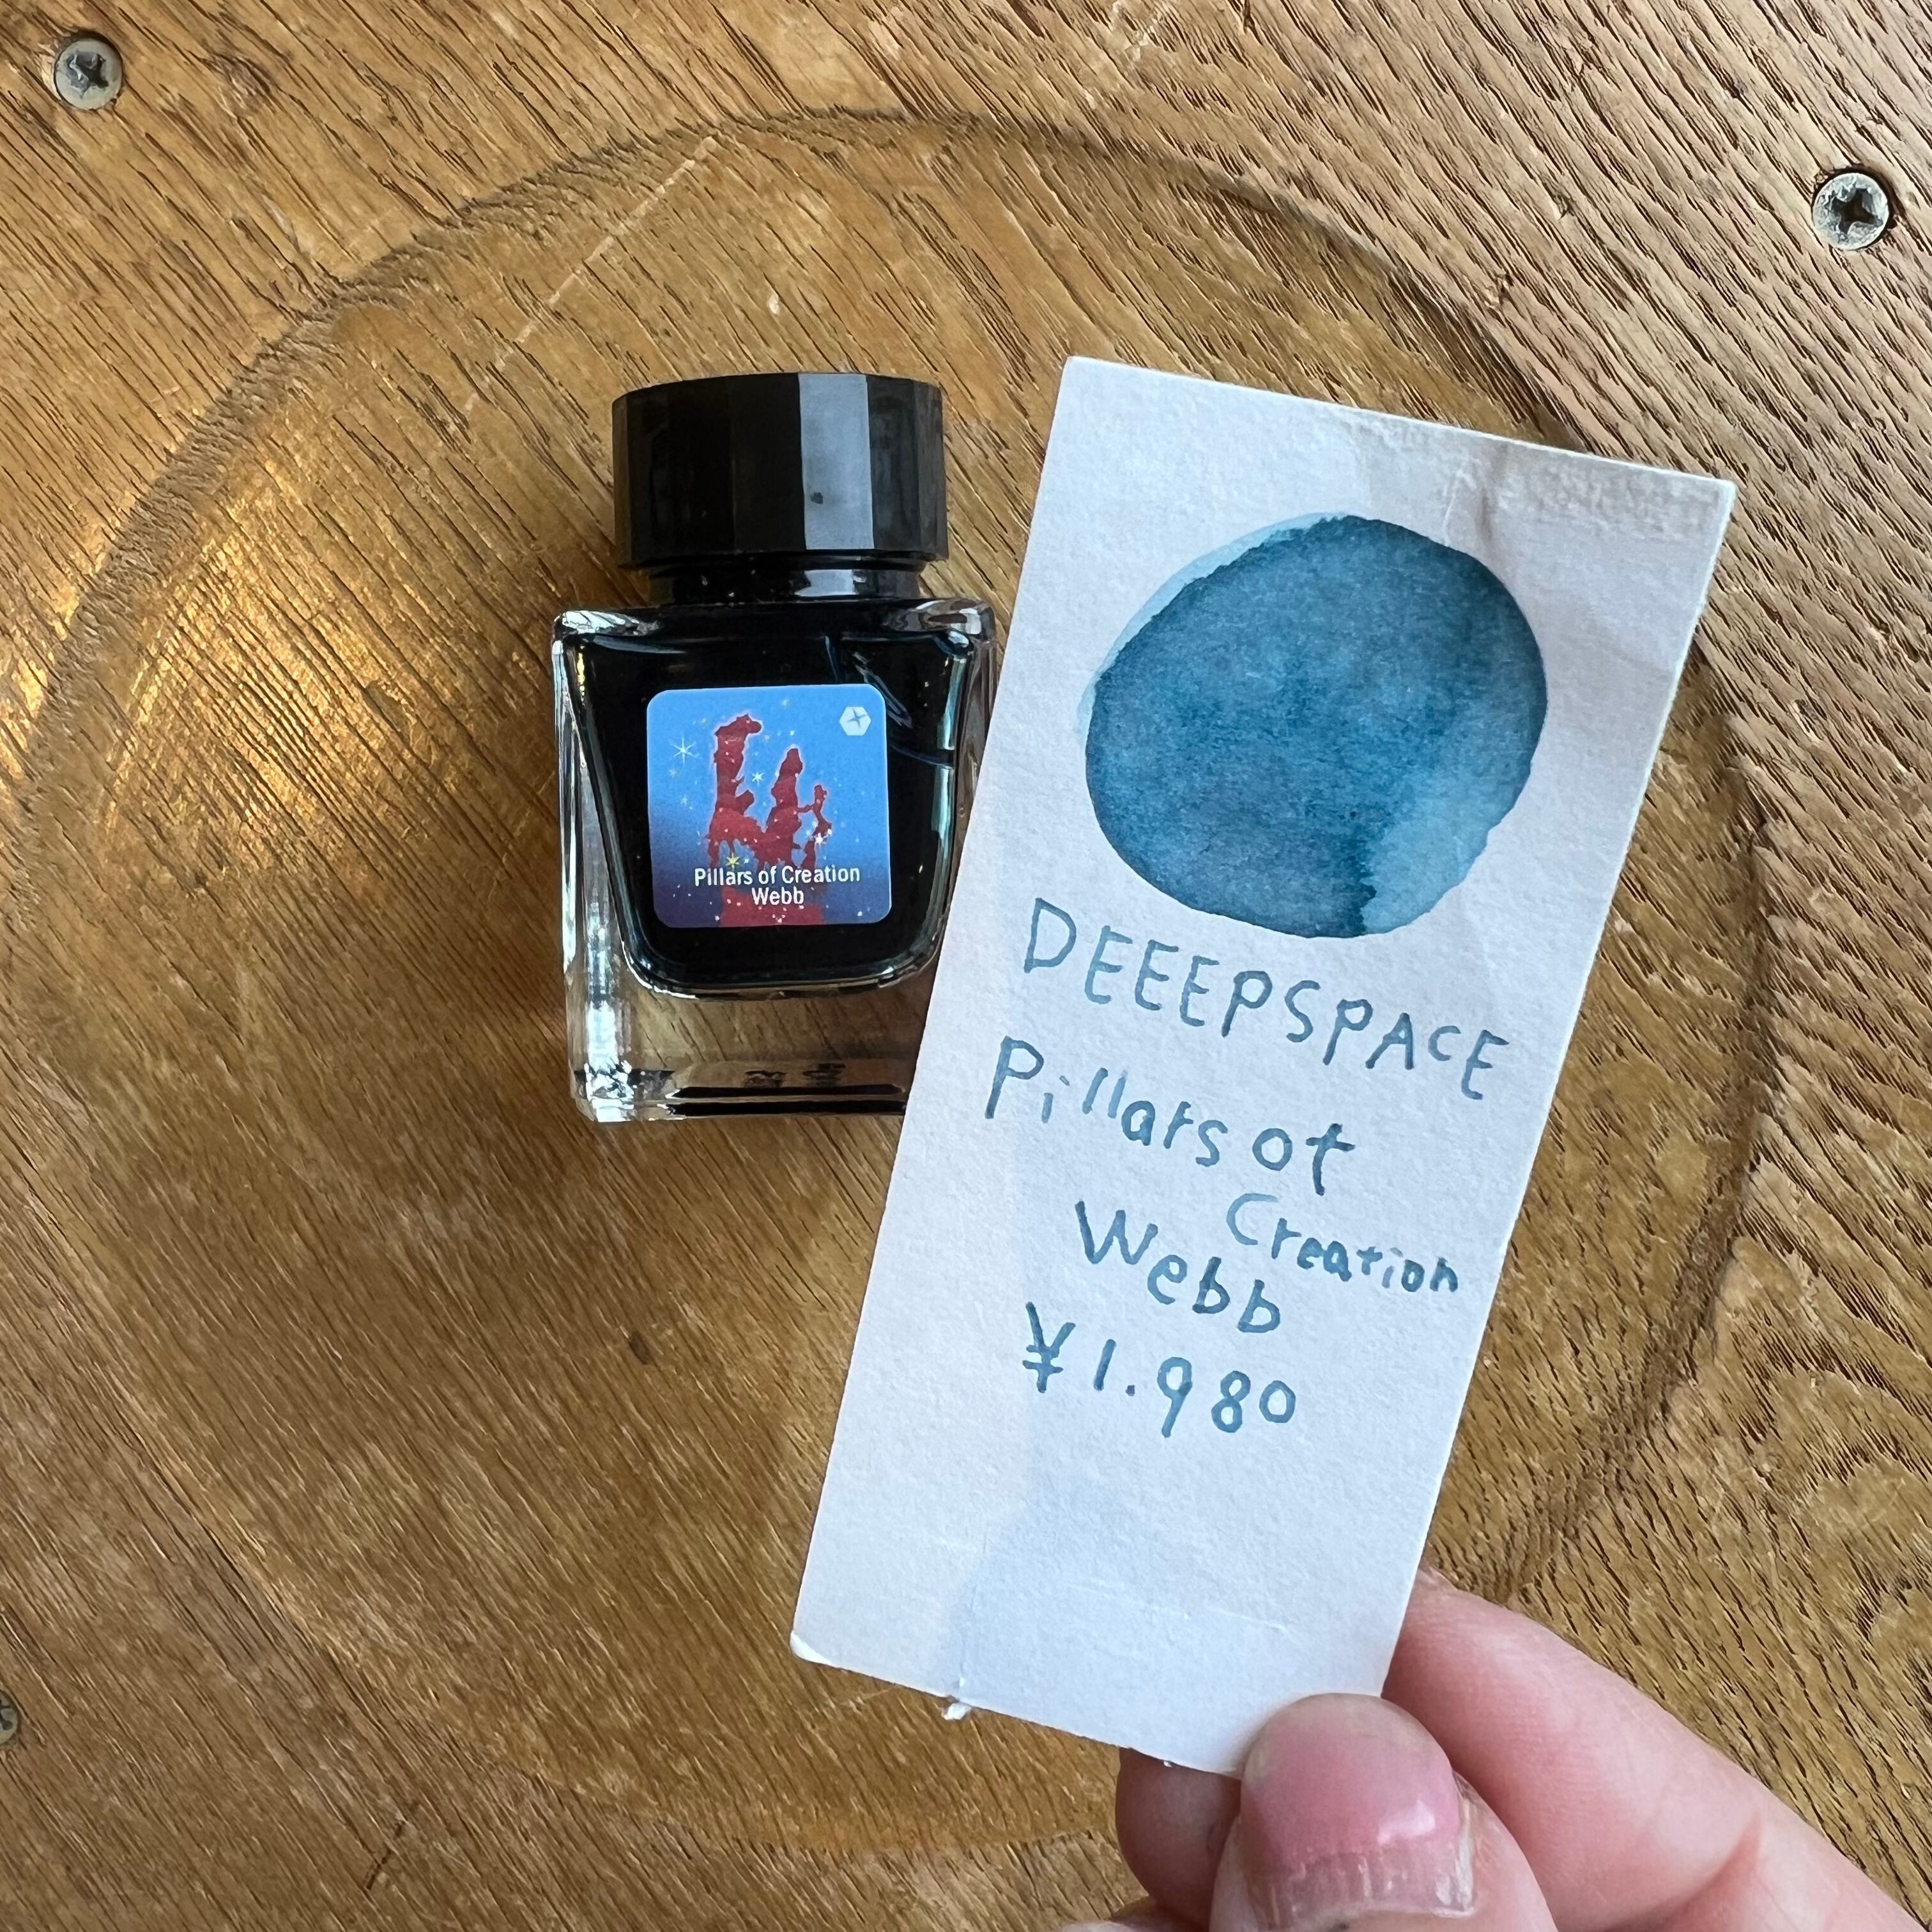 Pillars of Creation
Webb
DEEEPSPACE
Pillars of
Creation
Webb
¥1.980